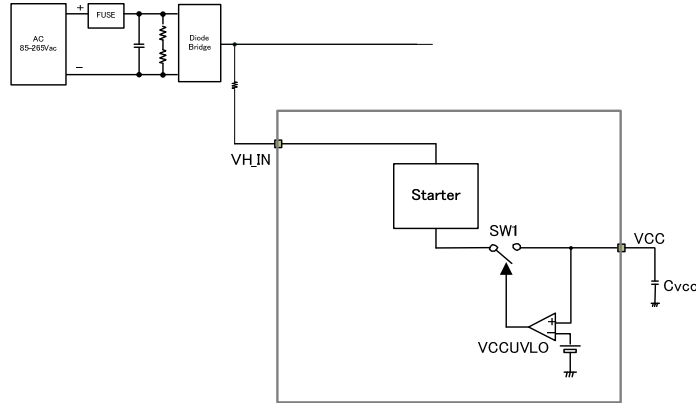 +
FUSE
AC
85-265Vac
Diode
Bridge
−
VH_IN
Starter
SW1
VCC
Cvcc
+
−
VCCUVLO